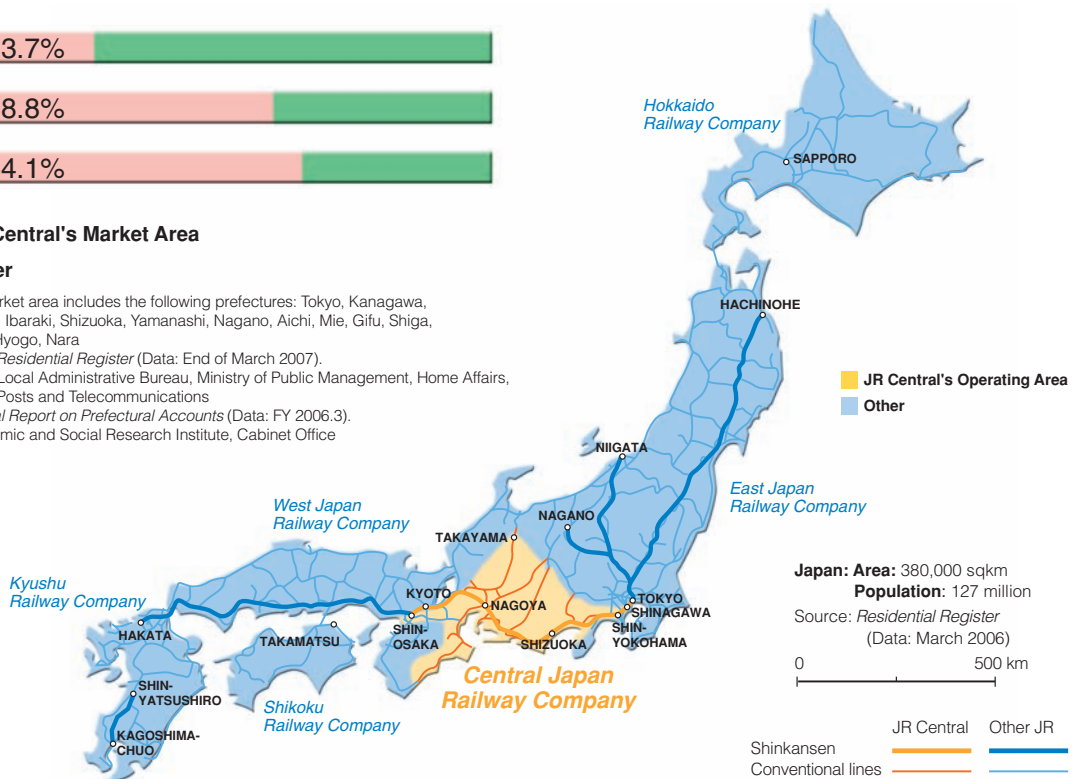 3.7%
8.8%
4.1%
Central's Market Area
er
rket area includes the following prefectures: Tokyo, Kanagawa,
Ibaraki, Shizuoka, Yamanashi, Nagano, Aichi, Mie, Gifu, Shiga,
Hyogo, Nara
Residential Register (Data: End of March 2007).
Local Administrative Bureau, Ministry of Public Management, Home Affairs,
Posts and Telecommunications
al Report on Prefectural Accounts (Data: FY 2006.3).
mic and Social Research Institute, Cabinet Office
Hokkaido
Railway Company
SAPPORO
HACHINOHE
JR Central's Operating Area
Other
NIIGATA
East Japan
Railway Company
NAGANO
West Japan
Railway Company
TAKAYAMA
Kyushu
Railway Company
KYOTO
NAGOYA
TOKYO
SHINAGAWA
SHIN-
YOKOHAMA
HAKATA
TAKAMATSU
SHIN-
OSAKA
SHIZUOKA
Central Japan
Railway Company
SHIN-
YATSUSHIRO
Shikoku
Railway Company
KAGOSHIMA-
CHUO
Japan: Area: 380,000 sqkm
Population: 127 million
Source: Residential Register
(Data: March 2006)
0 500 km
JR Central Other JR
Shinkansen
Conventional lines